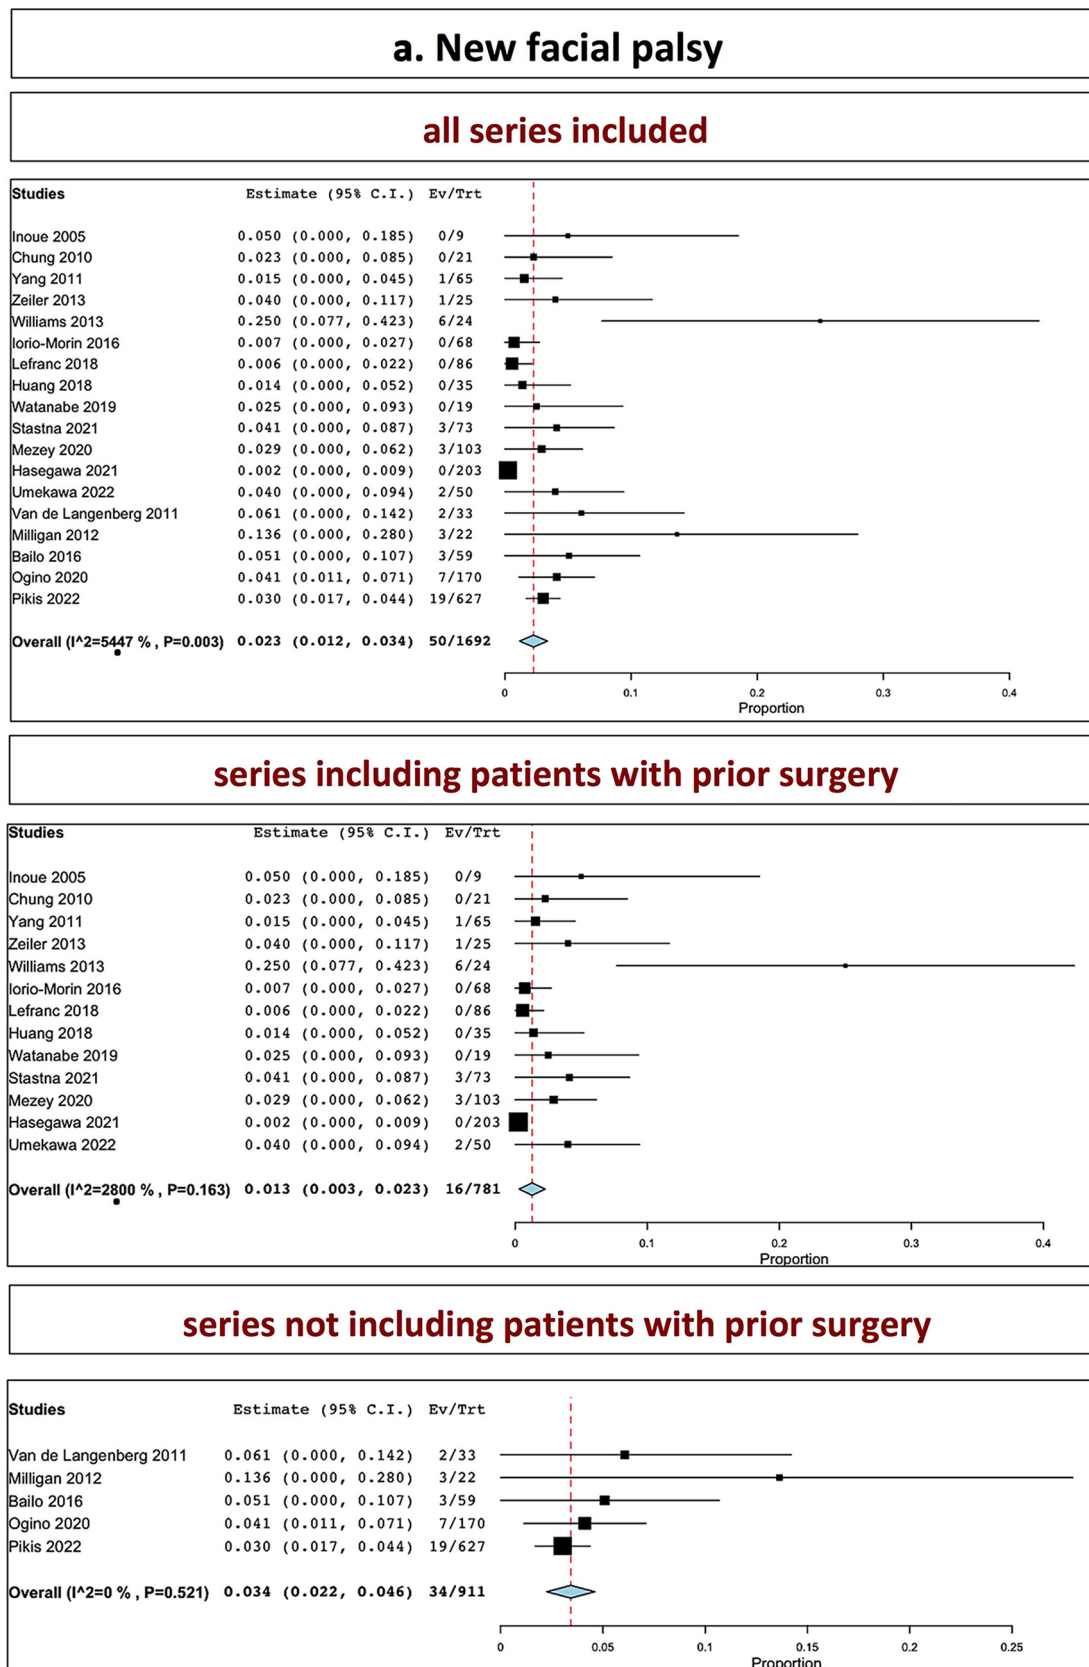 a. New facial palsy
all series included
Studies Estimate (95% C.I.) Ev/Trt
Inoue 2005 0.050 (0.000, 0.185) 0/9
Chung 2010 0.023 (0.000, 0.085) 0/21
Yang 2011 0.015 (0.000, 0.045) 1/65
Zeiler 2013 0.040 (0.000, 0.117) 1/25
Williams 2013 0.250 (0.077, 0.423) 6/24
Iorio-Morin 2016 0.007 (0.000, 0.027) 0/68
Lefranc 2018 0.006 (0.000, 0.022) 0/86
Huang 2018 0.014 (0.000, 0.052) 0/35
Watanabe 2019 0.025 (0.000, 0.093) 0/19
Stastna 2021 0.041 (0.000, 0.087) 3/73
Mezey 2020 0.029 (0.000, 0.062) 3/103
Hasegawa 2021 0.002 (0.000, 0.009) 0/203
Umekawa 2022 0.040 (0.000, 0.094) 2/50
Van de Langenberg 2011 0.061 (0.000, 0.142) 2/33
Milligan 2012 0.136 (0.000, 0.280) 3/22
Bailo 2016 0.051 (0.000, 0.107) 3/59
Ogino 2020 0.041 (0.011, 0.071) 7/170
Pikis 2022 0.030 (0.017, 0.044) 19/627
Overall (I^2=5447 % , P=0.003) 0.023 (0.012, 0.034) 50/1692
0 0.1 0.2 0.3 0.4
Proportion
series including patients with prior surgery
Studies Estimate (95% C.I.) Ev/Trt
Inoue 2005 0.050 (0.000, 0.185) 0/9
Chung 2010 0.023 (0.000, 0.085) 0/21
Yang 2011 0.015 (0.000, 0.045) 1/65
Zeiler 2013 0.040 (0.000, 0.117) 1/25
Williams 2013 0.250 (0.077, 0.423) 6/24
Iorio-Morin 2016 0.007 (0.000, 0.027) 0/68
Lefranc 2018 0.006 (0.000, 0.022) 0/86
Huang 2018 0.014 (0.000, 0.052) 0/35
Watanabe 2019 0.025 (0.000, 0.093) 0/19
Stastna 2021 0.041 (0.000, 0.087) 3/73
Mezey 2020 0.029 (0.000, 0.062) 3/103
Hasegawa 2021 0.002 (0.000, 0.009) 0/203
Umekawa 2022 0.040 (0.000, 0.094) 2/50
Overall (I^2=2800 % , P=0.163) 0.013 (0.003, 0.023) 16/781
0 0.1 0.2 0.3 0.4
Proportion
series not including patients with prior surgery
Studies Estimate (95% C.I.) Ev/Trt
Van de Langenberg 2011 0.061 (0.000, 0.142) 2/33
Milligan 2012 0.136 (0.000, 0.280) 3/22
Bailo 2016 0.051 (0.000, 0.107) 3/59
Ogino 2020 0.041 (0.011, 0.071) 7/170
Pikis 2022 0.030 (0.017, 0.044) 19/627
Overall (I^2=0 % , P=0.521) 0.034 (0.022, 0.046) 34/911
0 0.05 0.1 0.15 0.2 0.25
Proportion